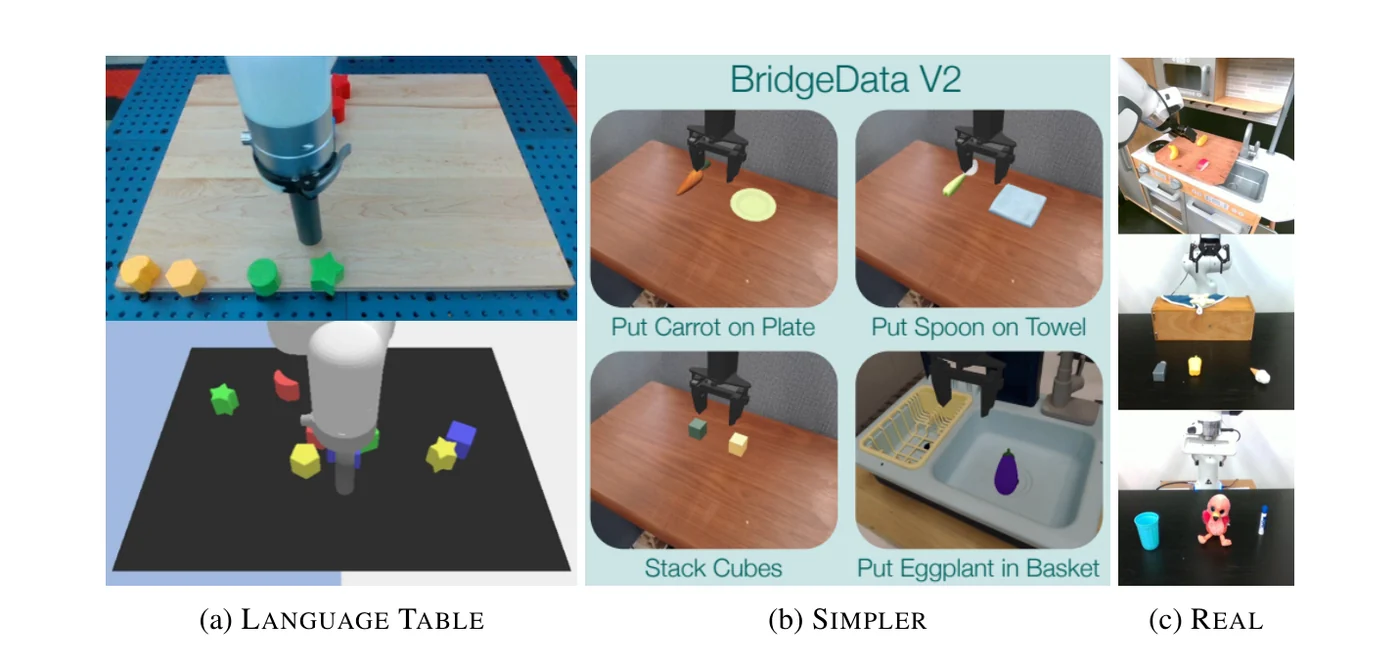 BridgeData V2
Put Carrot on Plate
Put Spoon on Towel
Stack Cubes
Put Eggplant in Basket
(a) LANGUAGE TABLE
(b) SIMPLER
(c) REAL